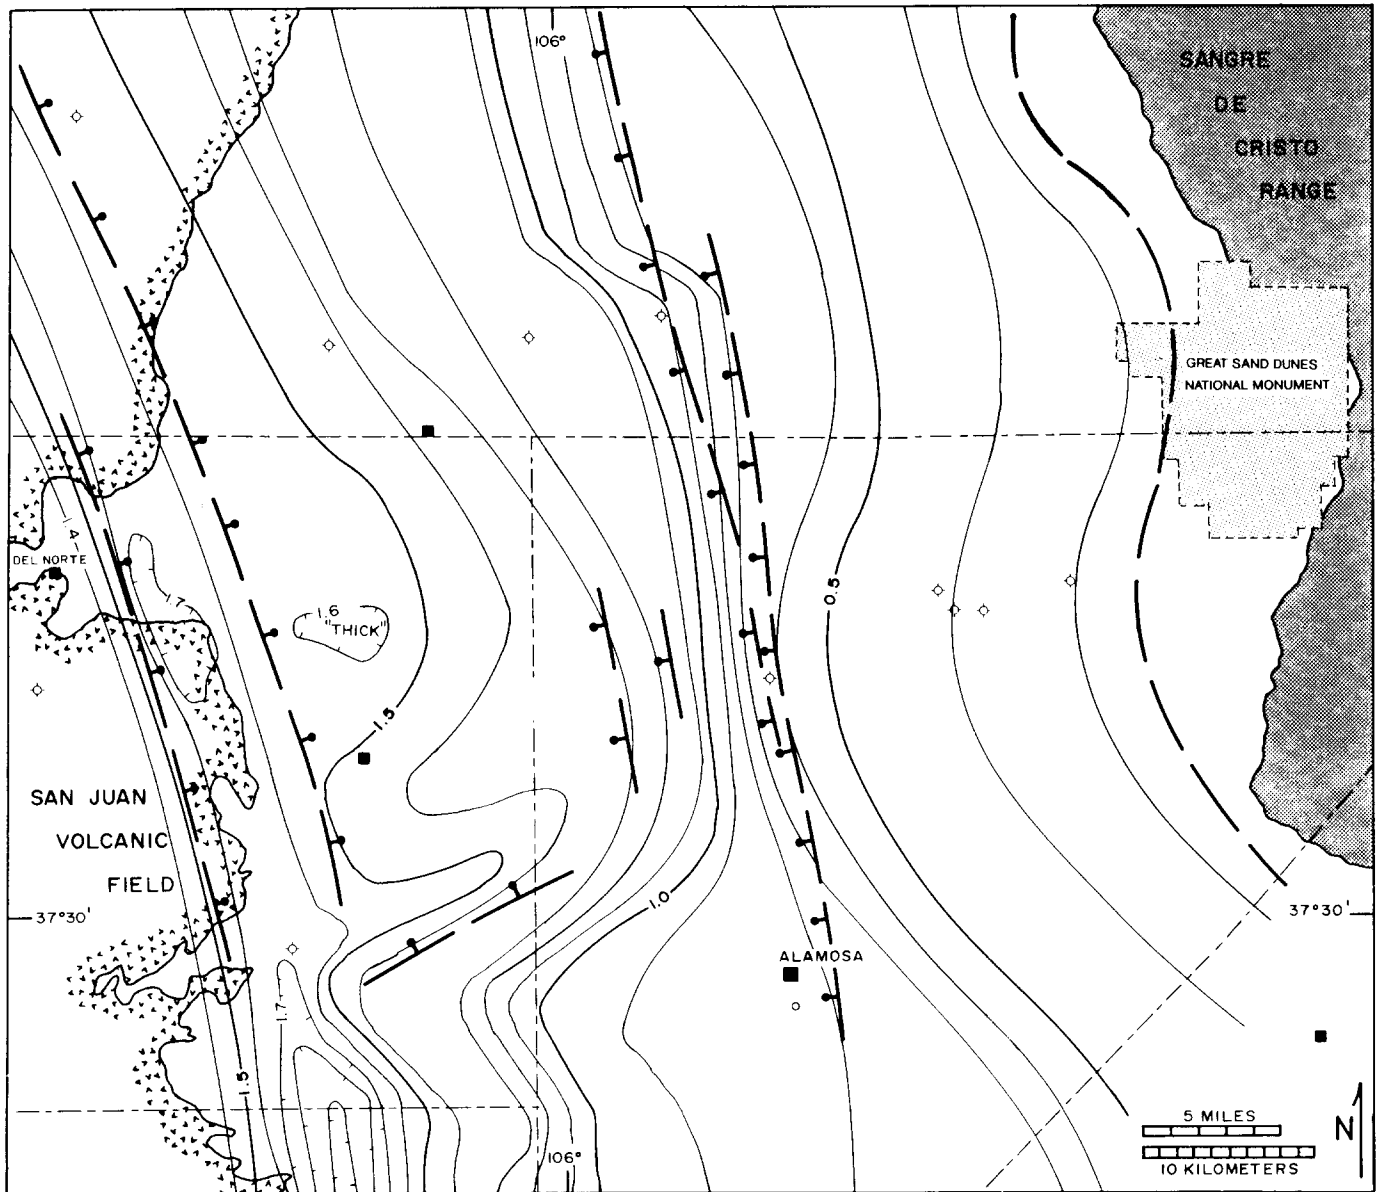 106°
SANGRE
DE
CRISTO
RANGE
GREAT SAND DUNES
NATIONAL MONUMENT
1.4
DEL NORTE
1.7
1.6
"THICK"
0.5
1.5
SAN JUAN
VOLCANIC
FIELD
37°30'
1.0
37°30'
ALAMOSA
1.7
1.5
5 MILES
10 KILOMETERS
N
106°